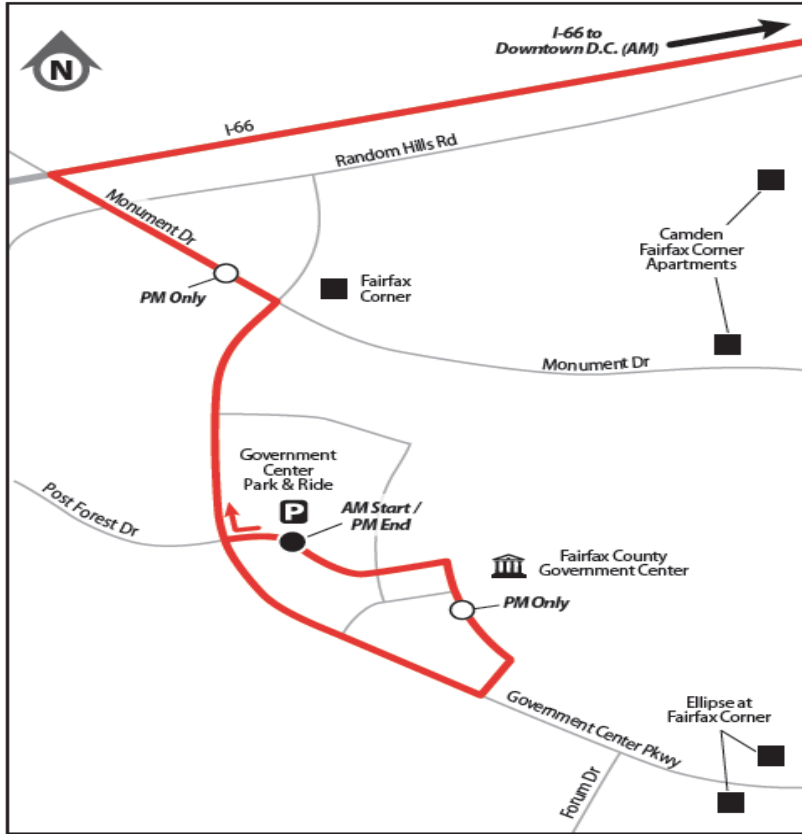 I-66 to
Downtown D.C. (AM)
N
I-66
Random Hills Rd
Monument Dr
Camden
Fairfax Corner
Apartments
PM Only
Fairfax
Corner
Monument Dr
Government
Center
Park & Ride
Post Forest Dr
P
AM Start /
PM End
Fairfax County
Government Center
PM Only
Government Center Pkwy
Ellipse at
Fairfax Corner
Forum Dr